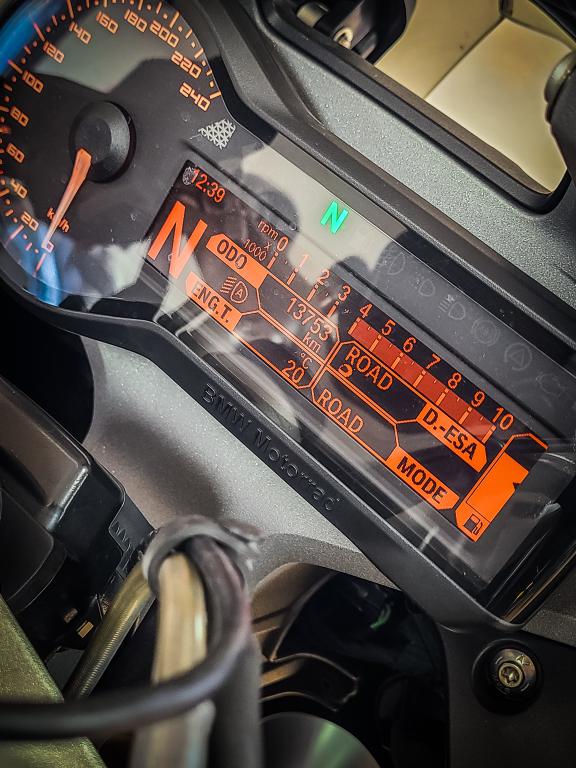 0
20
40
60
80
100
120
140
160
180
200
220
240
km/h
12:39
N
N
rpm x 1000
0 1 2 3 4 5 6 7 8 9 10
ODO
13753
km
ENG.T.
20 °C
ROAD
D.-ESA
ROAD
MODE
A
BMW Motorrad